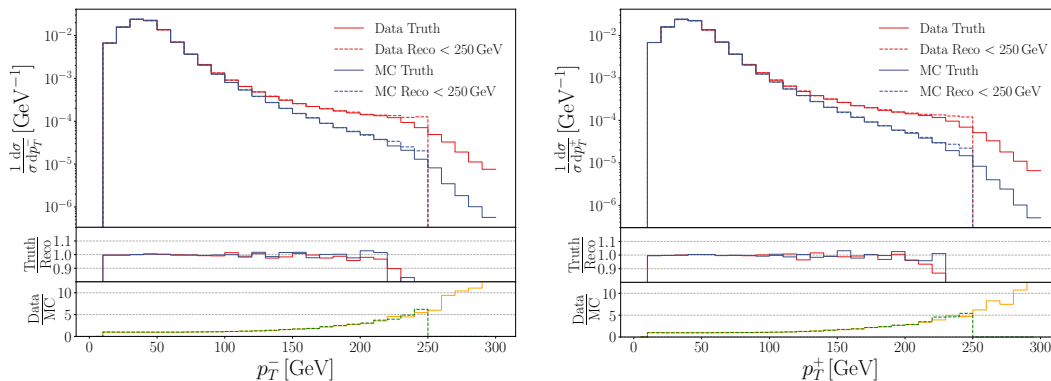 10⁻²
10⁻³
10⁻⁴
10⁻⁵
10⁻⁶
1/σ dσ/dp_T⁻ [GeV⁻¹]
Data Truth
Data Reco < 250 GeV
MC Truth
MC Reco < 250 GeV
1.1
1.0
0.9
Truth/Reco
10
5
0
Data/MC
0 50 100 150 200 250 300
p_T⁻ [GeV]
10⁻²
10⁻³
10⁻⁴
10⁻⁵
10⁻⁶
1/σ dσ/dp_T⁺ [GeV⁻¹]
Data Truth
Data Reco < 250 GeV
MC Truth
MC Reco < 250 GeV
1.1
1.0
0.9
Truth/Reco
10
5
0
Data/MC
0 50 100 150 200 250 300
p_T⁺ [GeV]